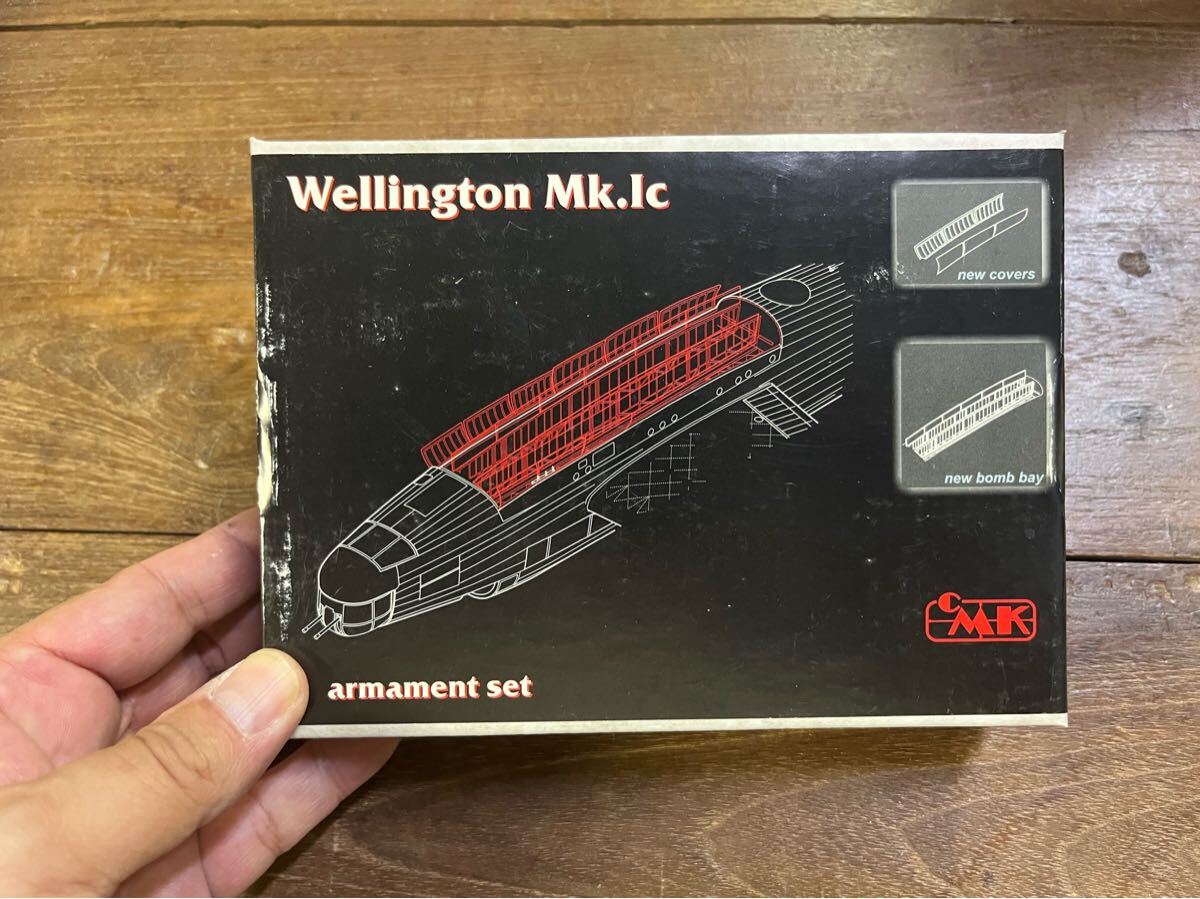 Wellington Mk.Ic
new covers
new bomb bay
CMK
armament set